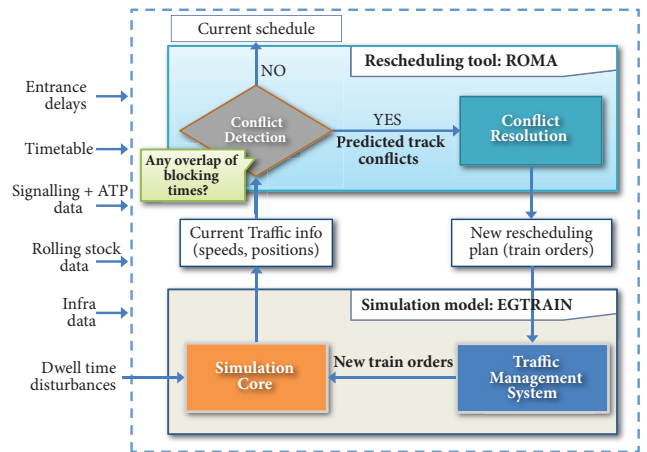 Current schedule
NO
Rescheduling tool: ROMA
Entrance
delays
Conflict
Detection
YES
Predicted track
conflicts
Conflict
Resolution
Timetable
Any overlap of
blocking
times?
Signalling + ATP
data
Current Traffic info
(speeds, positions)
New rescheduling
plan (train orders)
Rolling stock
data
Infra
data
Simulation model: EGTRAIN
Dwell time
disturbances
Simulation
Core
New train orders
Traffic
Management
System